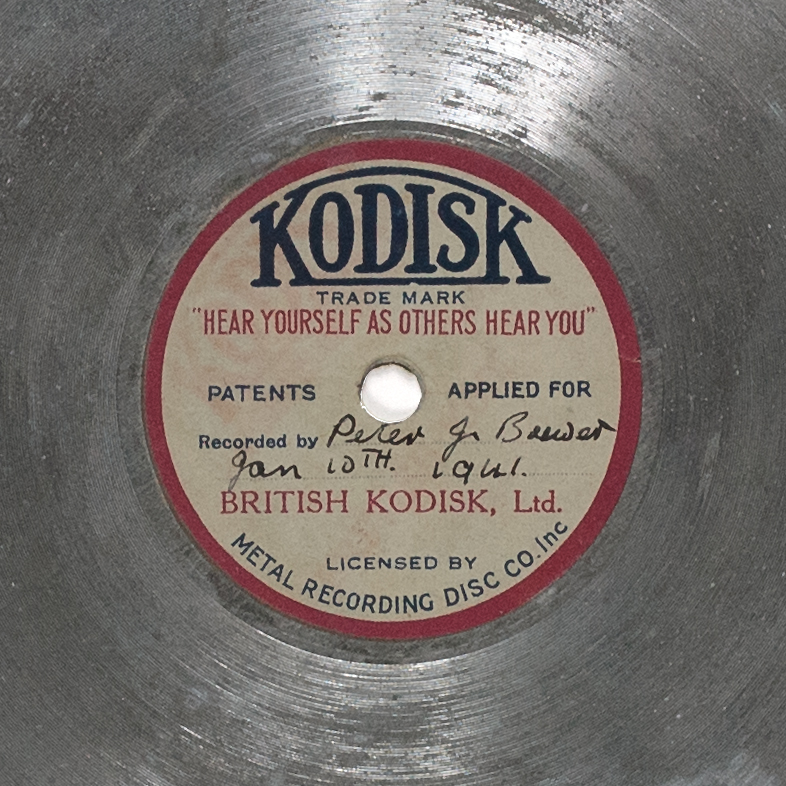 KODISK
TRADE MARK
"HEAR YOURSELF AS OTHERS HEAR YOU"
PATENTS APPLIED FOR
Recorded by Peter J.
Jan 10TH. 1941.
BRITISH KODISK, Ltd.
LICENSED BY
METAL RECORDING DISC CO. Inc